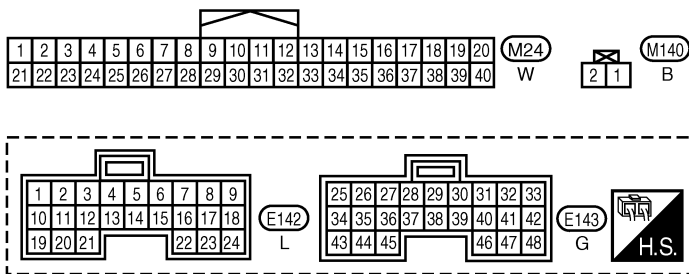 1 2 3 4 5 6 7 8 9 10 11 12 13 14 15 16 17 18 19 20
21 22 23 24 25 26 27 28 29 30 31 32 33 34 35 36 37 38 39 40
M24
W
2 1
M140
B
1 2 3 4 5 6 7 8 9
10 11 12 13 14 15 16 17 18
19 20 21 22 23 24
E142
L
25 26 27 28 29 30 31 32 33
34 35 36 37 38 39 40 41 42
43 44 45 46 47 48
E143
G
H.S.